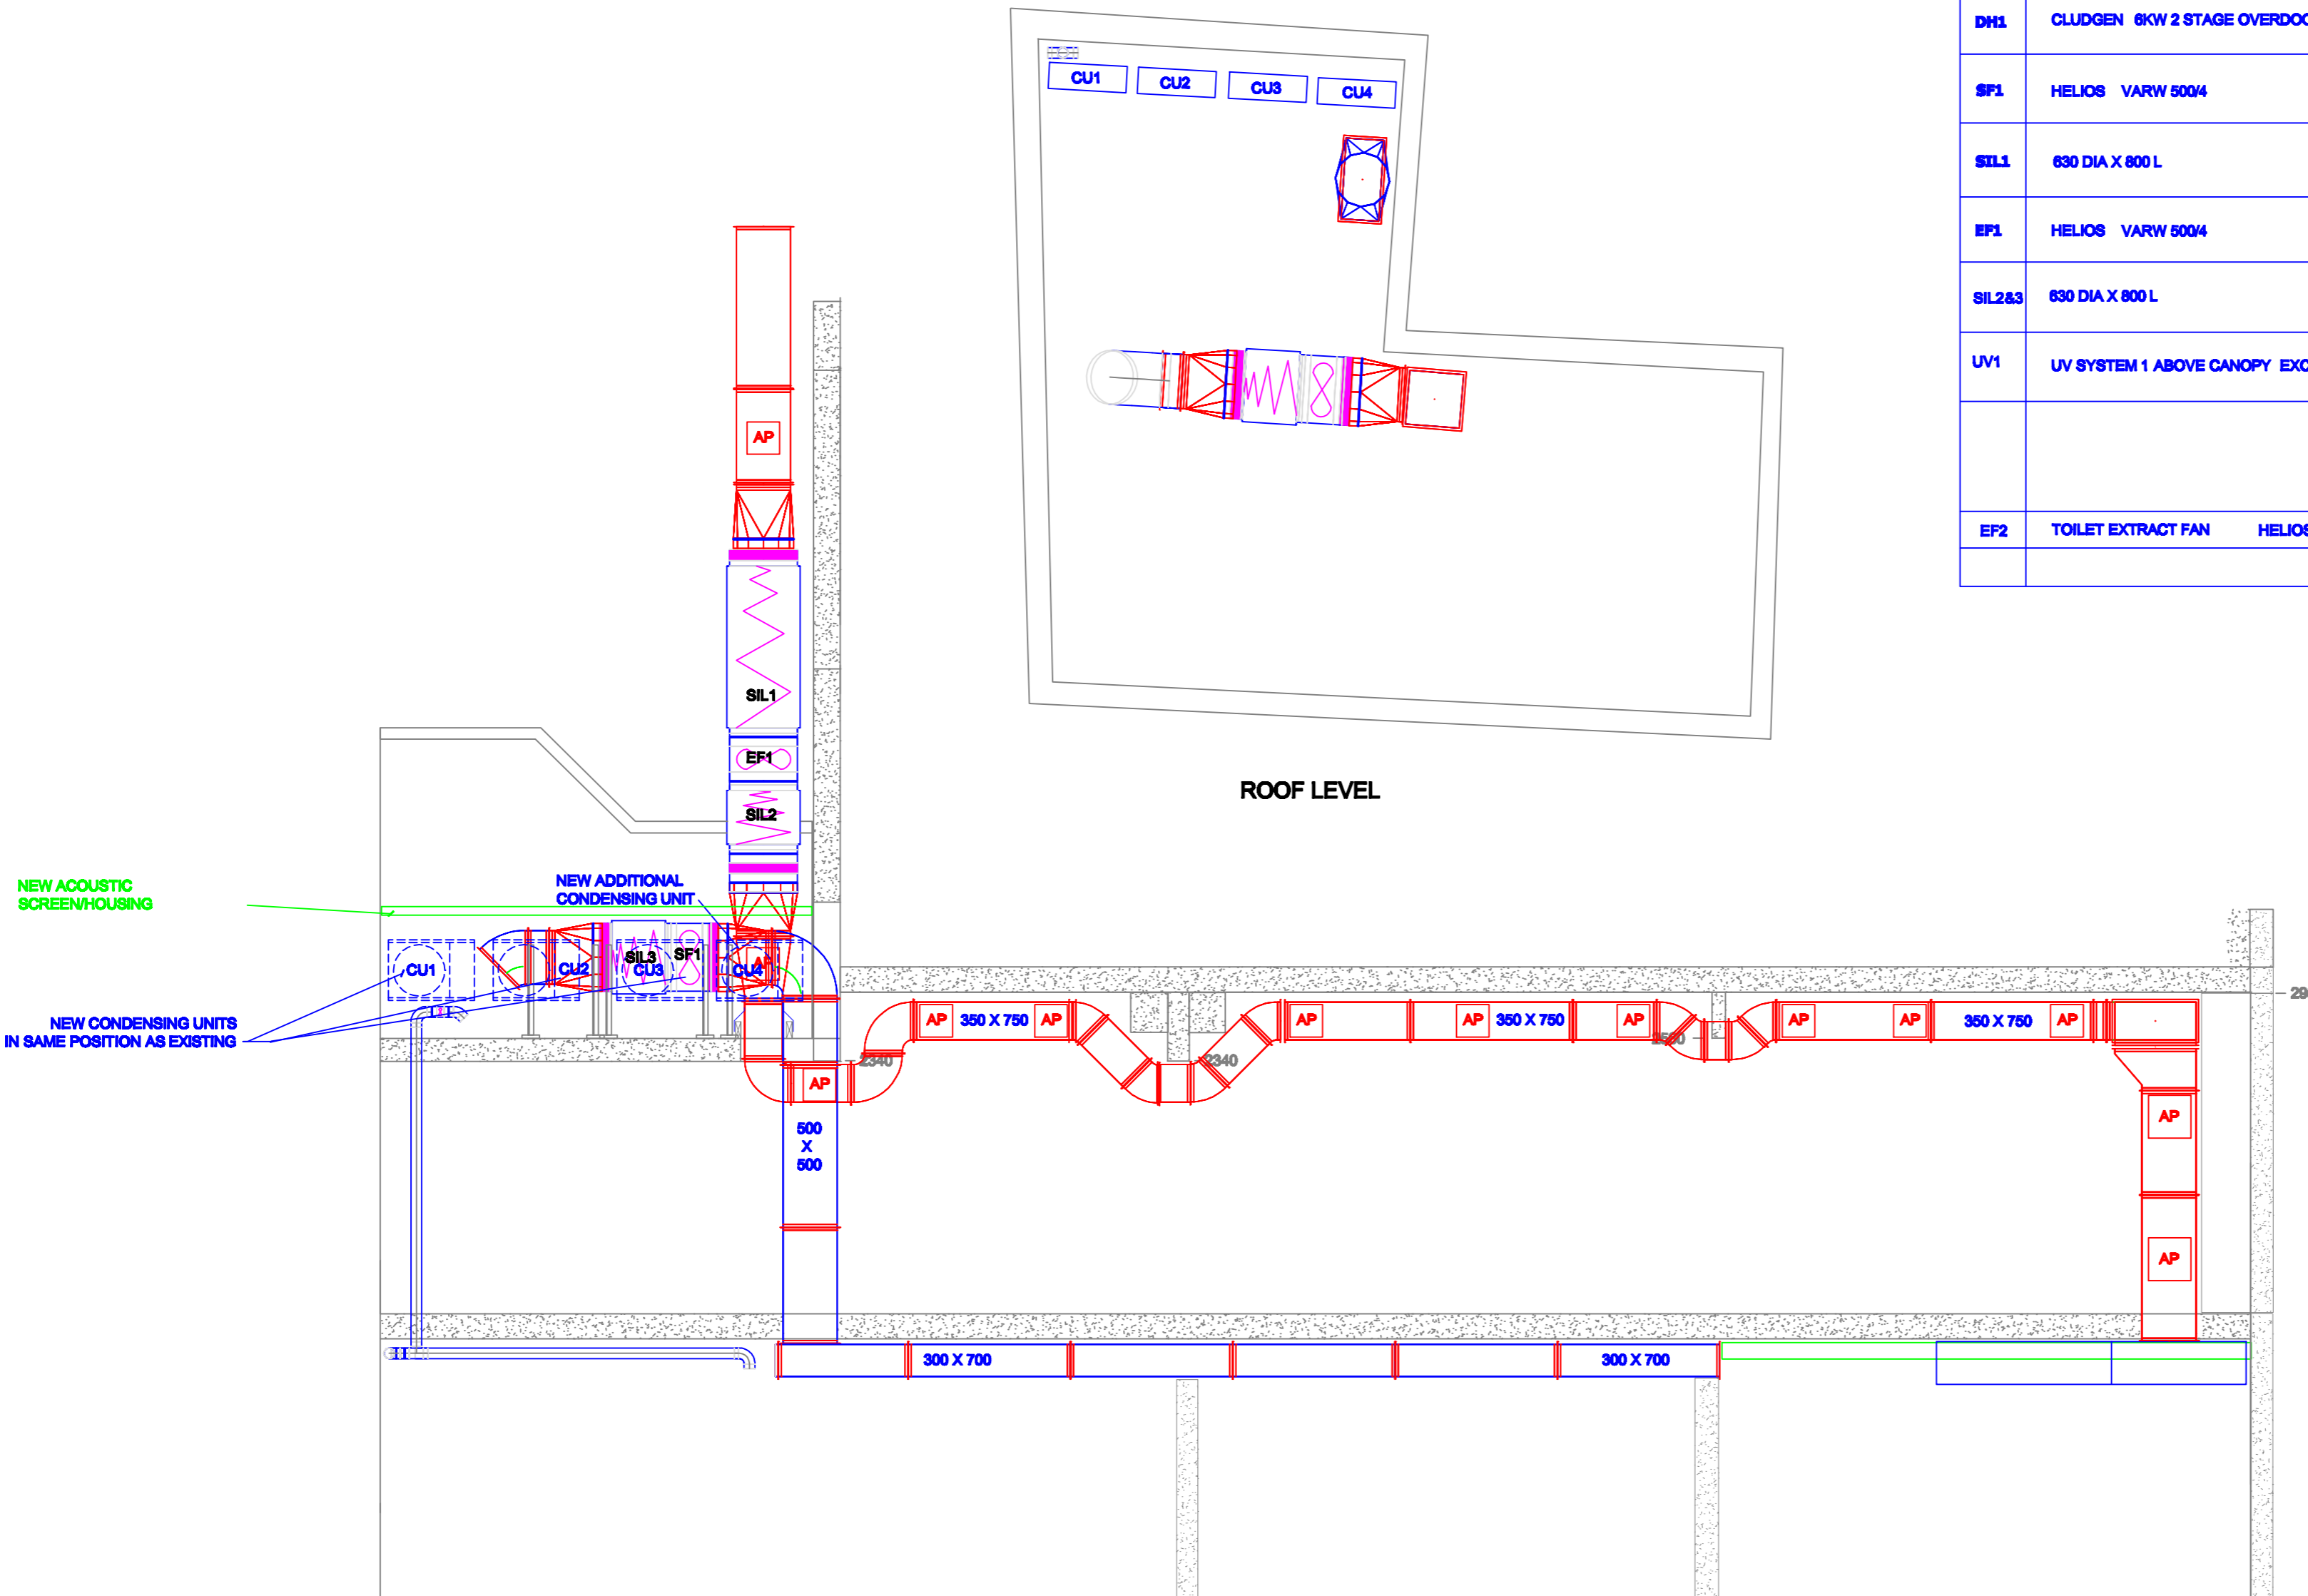 DH1 CLUDGEN 6KW 2 STAGE OVERDOO
SF1 HELIOS VARW 500/4
SIL1 630 DIA X 800 L
EF1 HELIOS VARW 500/4
SIL2&3 630 DIA X 800 L
UV1 UV SYSTEM 1 ABOVE CANOPY EXC
EF2 TOILET EXTRACT FAN HELIOS
CU1 CU2 CU3 CU4
ROOF LEVEL
AP
SIL1
EF1
SIL2
NEW ACOUSTIC
SCREEN/HOUSING
NEW ADDITIONAL
CONDENSING UNIT
CU1 CU2 SIL3 CU3 SF1 CU4 AP
NEW CONDENSING UNITS
IN SAME POSITION AS EXISTING
AP 350 X 750 AP AP AP 350 X 750 AP AP AP 350 X 750 AP
29
2340 2340
AP
500
X
500
AP
AP
300 X 700 300 X 700